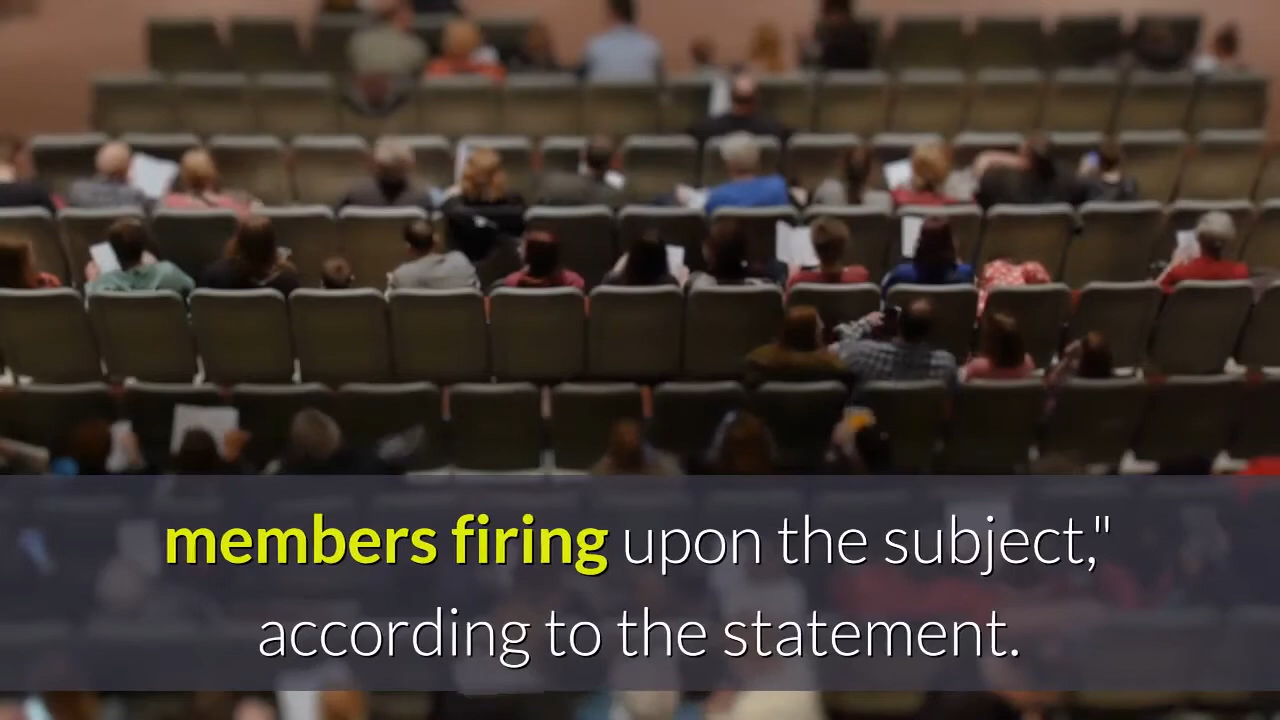 members firing upon the subject,"
according to the statement.